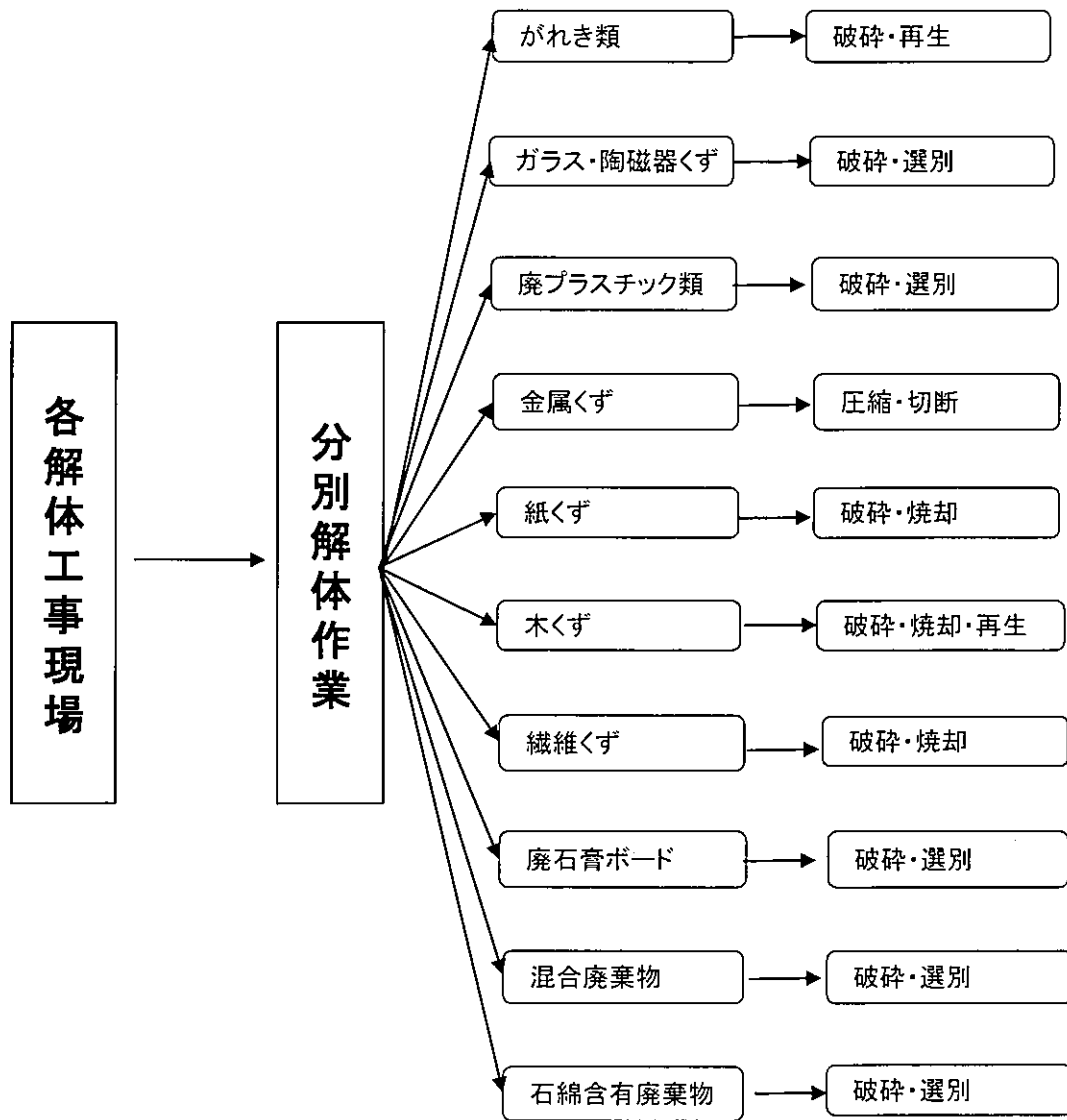 各解体工事現場
分別解体作業
がれき類
破砕・再生
ガラス・陶磁器くず
破砕・選別
廃プラスチック類
破砕・選別
金属くず
圧縮・切断
紙くず
破砕・焼却
木くず
破砕・焼却・再生
繊維くず
破砕・焼却
廃石膏ボード
破砕・選別
混合廃棄物
破砕・選別
石綿含有廃棄物
破砕・選別